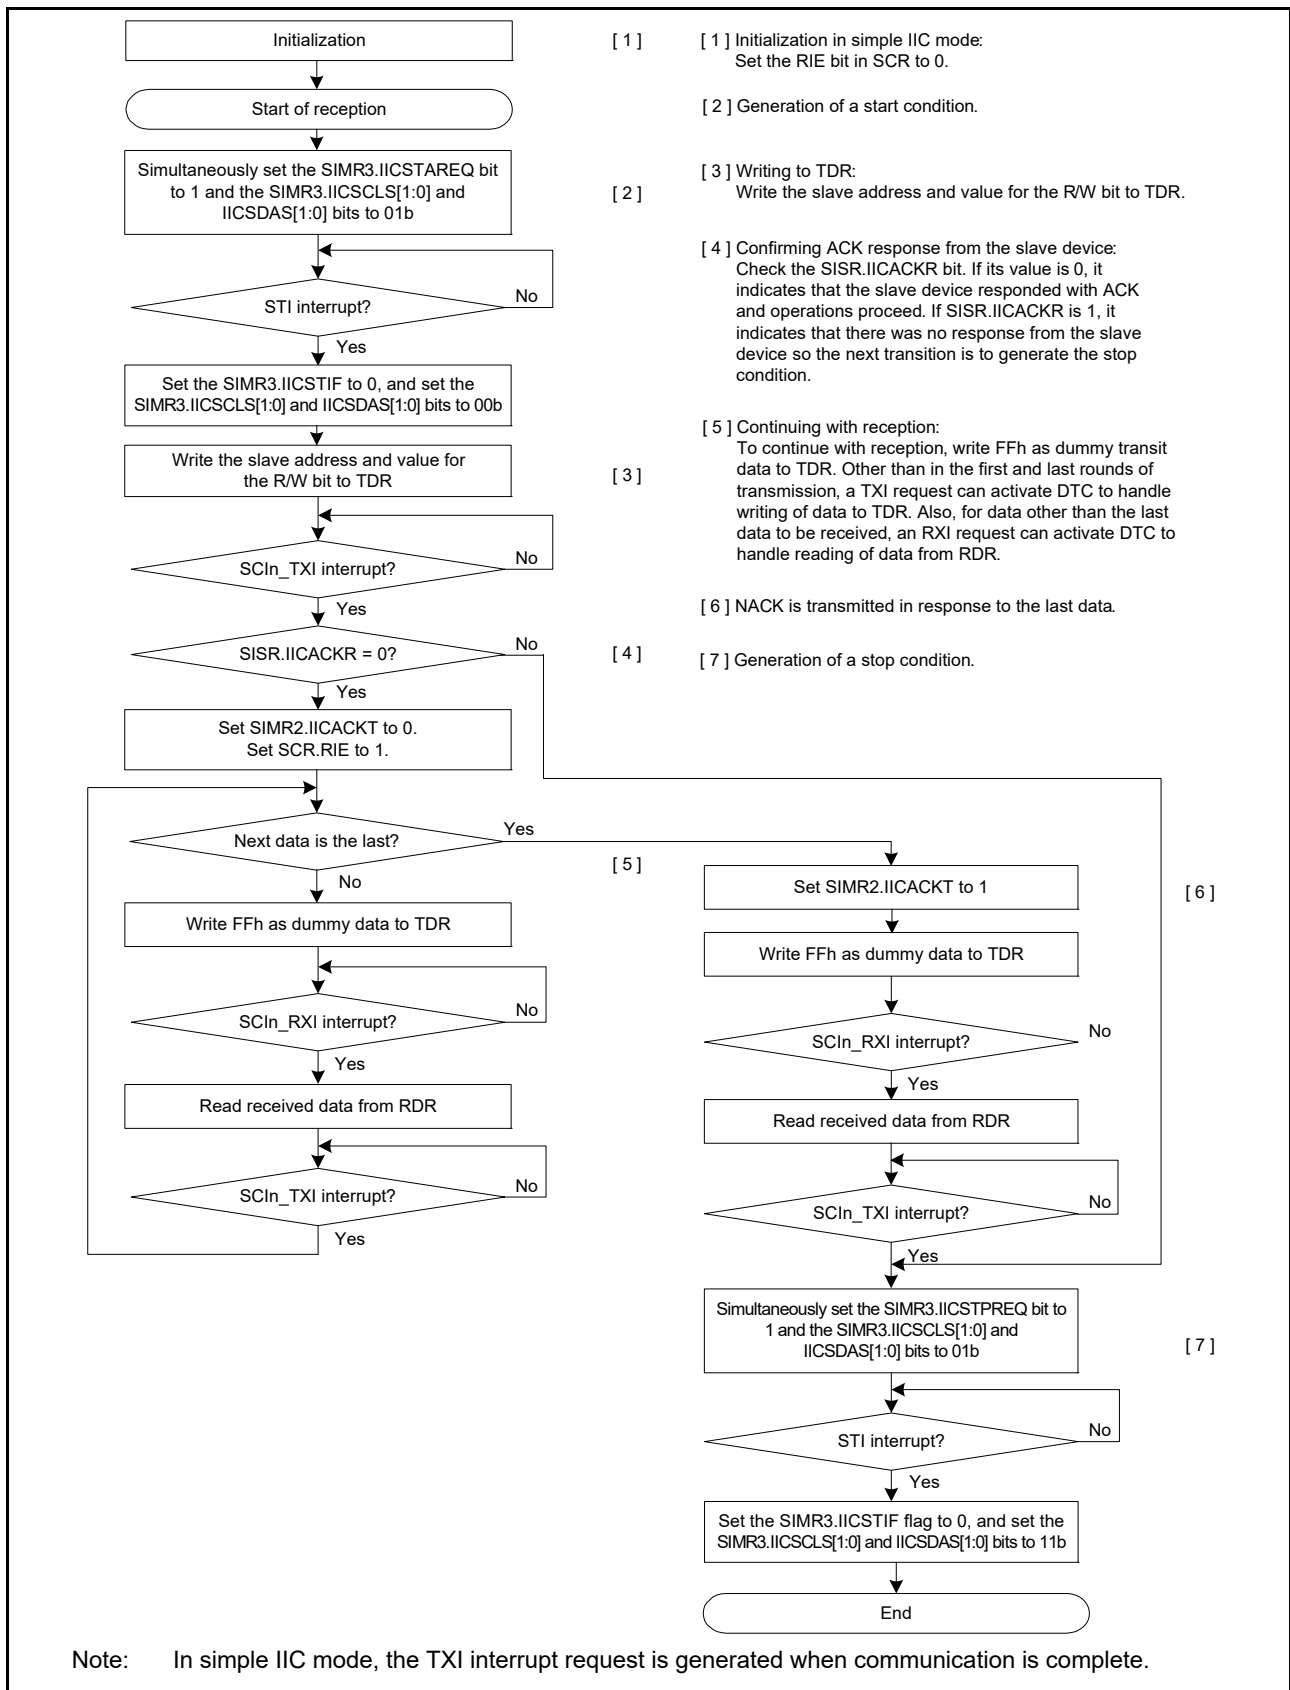 Initialization
[ 1 ]
[ 1 ] Initialization in simple IIC mode:
Set the RIE bit in SCR to 0.
Start of reception
[ 2 ] Generation of a start condition.
Simultaneously set the SIMR3.IICSTAREQ bit
to 1 and the SIMR3.IICSCLS[1:0] and
IICSDAS[1:0] bits to 01b
[ 2 ]
[ 3 ] Writing to TDR:
Write the slave address and value for the R/W bit to TDR.
STI interrupt?
No
Yes
[ 4 ] Confirming ACK response from the slave device:
Check the SISR.IICACKR bit. If its value is 0, it
indicates that the slave device responded with ACK
and operations proceed. If SISR.IICACKR is 1, it
indicates that there was no response from the slave
device so the next transition is to generate the stop
condition.
Set the SIMR3.IICSTIF to 0, and set the
SIMR3.IICSCLS[1:0] and IICSDAS[1:0] bits to 00b
Write the slave address and value for
the R/W bit to TDR
[ 3 ]
[ 5 ] Continuing with reception:
To continue with reception, write FFh as dummy transit
data to TDR. Other than in the first and last rounds of
transmission, a TXI request can activate DTC to handle
writing of data to TDR. Also, for data other than the last
data to be received, an RXI request can activate DTC to
handle reading of data from RDR.
SCIn_TXI interrupt?
No
Yes
[ 6 ] NACK is transmitted in response to the last data.
SISR.IICACKR = 0?
No
[ 4 ]
[ 7 ] Generation of a stop condition.
Yes
Set SIMR2.IICACKT to 0.
Set SCR.RIE to 1.
Next data is the last?
Yes
[ 5 ]
No
Write FFh as dummy data to TDR
SCIn_RXI interrupt?
No
Yes
Read received data from RDR
SCIn_TXI interrupt?
No
Yes
Set SIMR2.IICACKT to 1
[ 6 ]
Write FFh as dummy data to TDR
SCIn_RXI interrupt?
No
Yes
Read received data from RDR
SCIn_TXI interrupt?
No
Yes
Simultaneously set the SIMR3.IICSTPREQ bit to
1 and the SIMR3.IICSCLS[1:0] and
IICSDAS[1:0] bits to 01b
[ 7 ]
STI interrupt?
No
Yes
Set the SIMR3.IICSTIF flag to 0, and set the
SIMR3.IICSCLS[1:0] and IICSDAS[1:0] bits to 11b
End
Note: In simple IIC mode, the TXI interrupt request is generated when communication is complete.